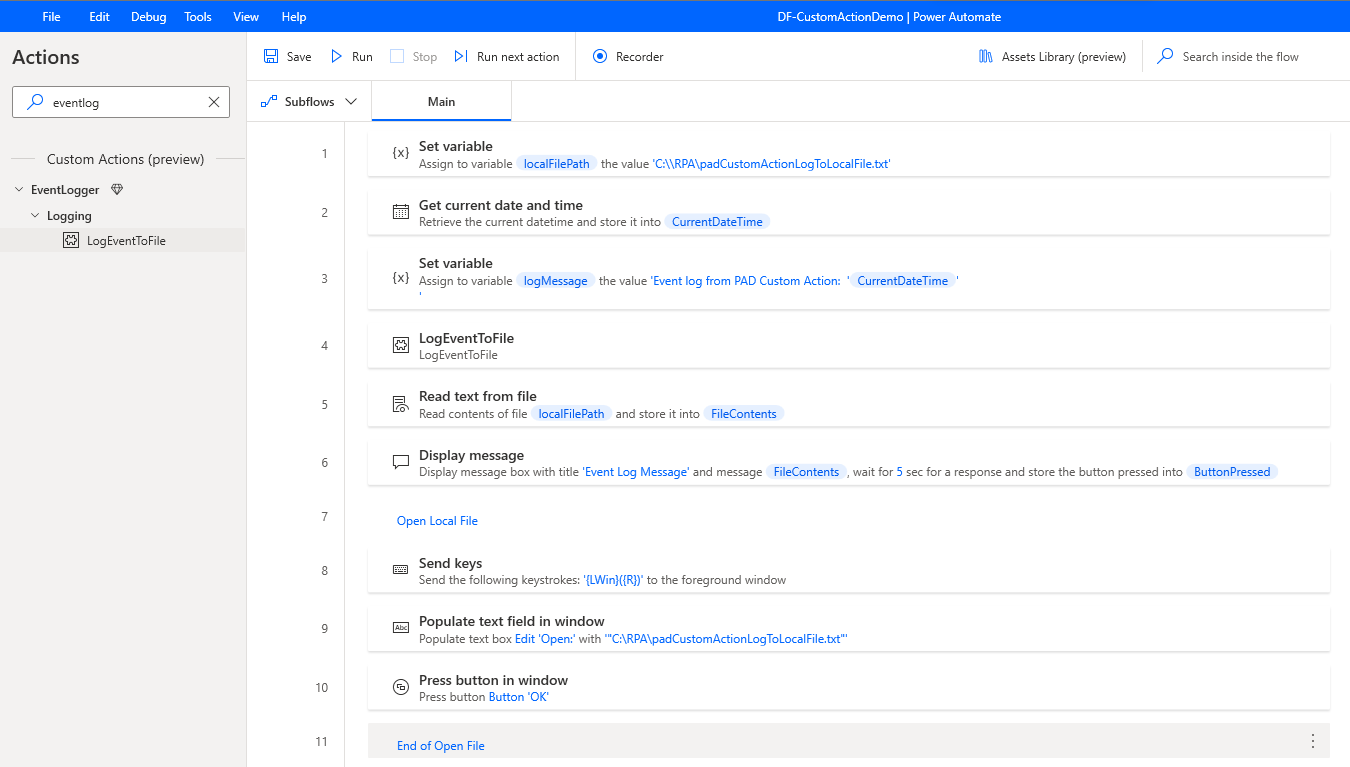 File Edit Debug Tools View Help
DF-CustomActionDemo | Power Automate
Actions
eventlog
Custom Actions (preview)
EventLogger
Logging
LogEventToFile
Save Run Stop Run next action Recorder
Assets Library (preview) Search inside the flow
Subflows Main
1
{x} Set variable
Assign to variable localFilePath the value 'C:\\RPA\padCustomActionLogToLocalFile.txt'
2
Get current date and time
Retrieve the current datetime and store it into CurrentDateTime
3
{x} Set variable
Assign to variable logMessage the value 'Event log from PAD Custom Action: ' CurrentDateTime '
'
4
LogEventToFile
LogEventToFile
5
Read text from file
Read contents of file localFilePath and store it into FileContents
6
Display message
Display message box with title 'Event Log Message' and message FileContents , wait for 5 sec for a response and store the button pressed into ButtonPressed
7
Open Local File
8
Send keys
Send the following keystrokes: '{LWin}({R})' to the foreground window
9
Abc Populate text field in window
Populate text box Edit 'Open:' with '"C:\RPA\padCustomActionLogToLocalFile.txt"'
10
Press button in window
Press button Button 'OK'
11
End of Open File